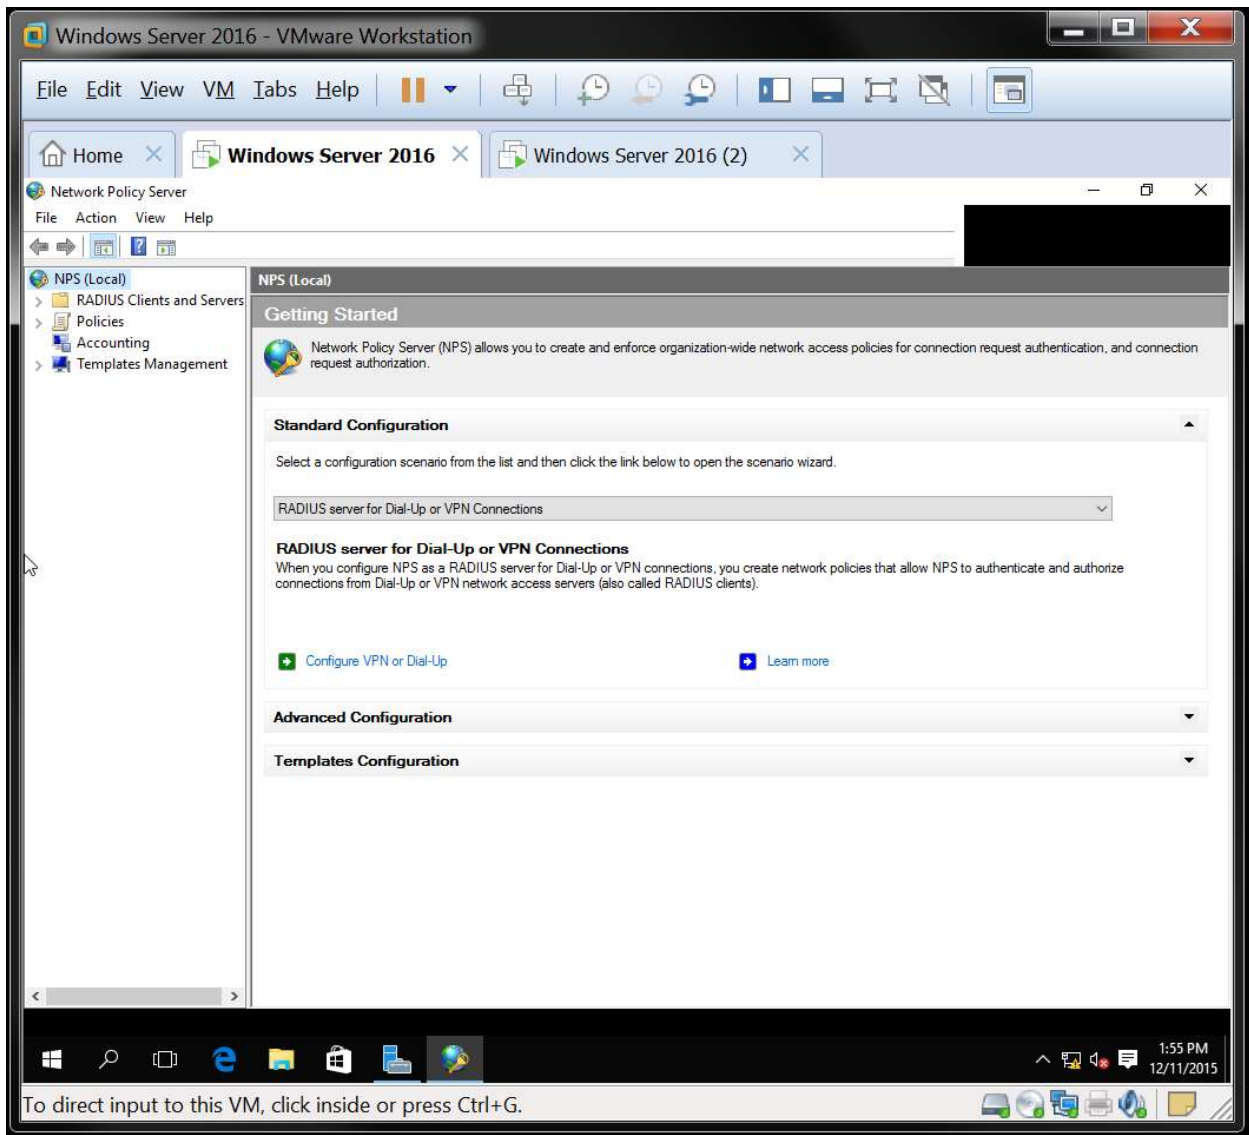 Windows Server 2016 - VMware Workstation
File Edit View VM Tabs Help
Home
Windows Server 2016
Windows Server 2016 (2)
Network Policy Server
File Action View Help
NPS (Local)
RADIUS Clients and Servers
Policies
Accounting
Templates Management
NPS (Local)
Getting Started
Network Policy Server (NPS) allows you to create and enforce organization-wide network access policies for connection request authentication, and connection
request authorization.
Standard Configuration
Select a configuration scenario from the list and then click the link below to open the scenario wizard.
RADIUS server for Dial-Up or VPN Connections
RADIUS server for Dial-Up or VPN Connections
When you configure NPS as a RADIUS server for Dial-Up or VPN connections, you create network policies that allow NPS to authenticate and authorize
connections from Dial-Up or VPN network access servers (also called RADIUS clients).
Configure VPN or Dial-Up
Learn more
Advanced Configuration
Templates Configuration
1:55 PM
12/11/2015
To direct input to this VM, click inside or press Ctrl+G.